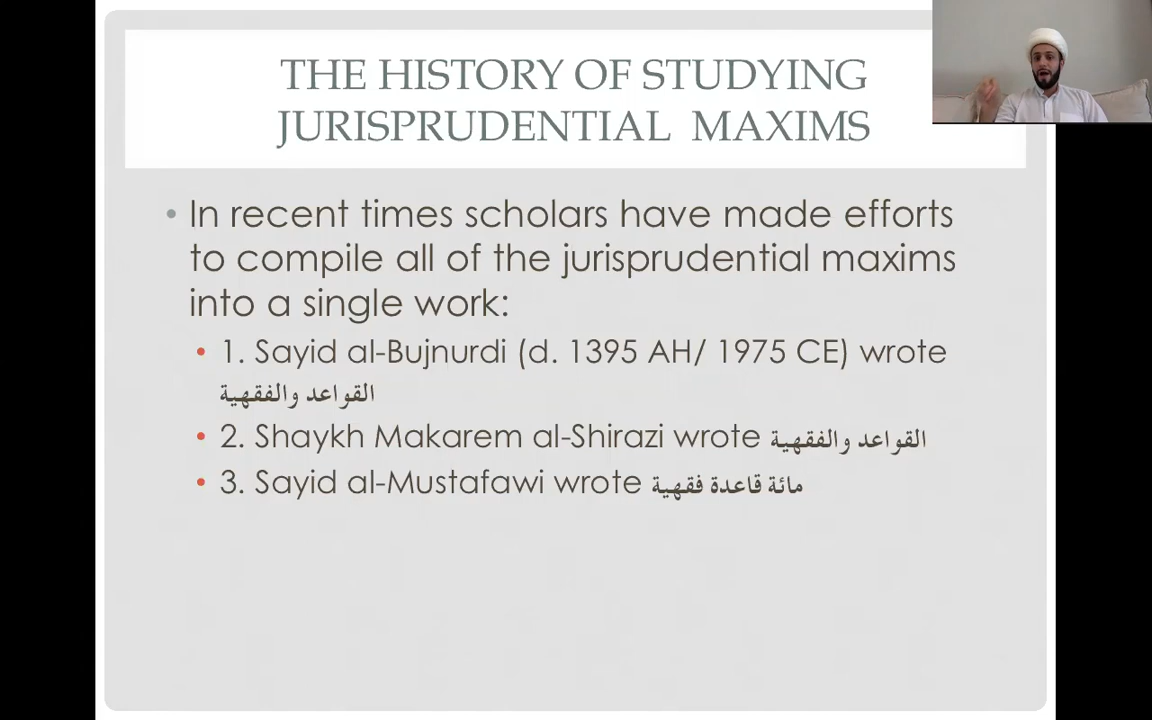 THE HISTORY OF STUDYING
JURISPRUDENTIAL MAXIMS
• In recent times scholars have made efforts
to compile all of the jurisprudential maxims
into a single work:
• 1. Sayid al-Bujnurdi (d. 1395 AH/ 1975 CE) wrote
القواعد والفقهية
• 2. Shaykh Makarem al-Shirazi wrote القواعد والفقهية
• 3. Sayid al-Mustafawi wrote مائة قاعدة فقهية